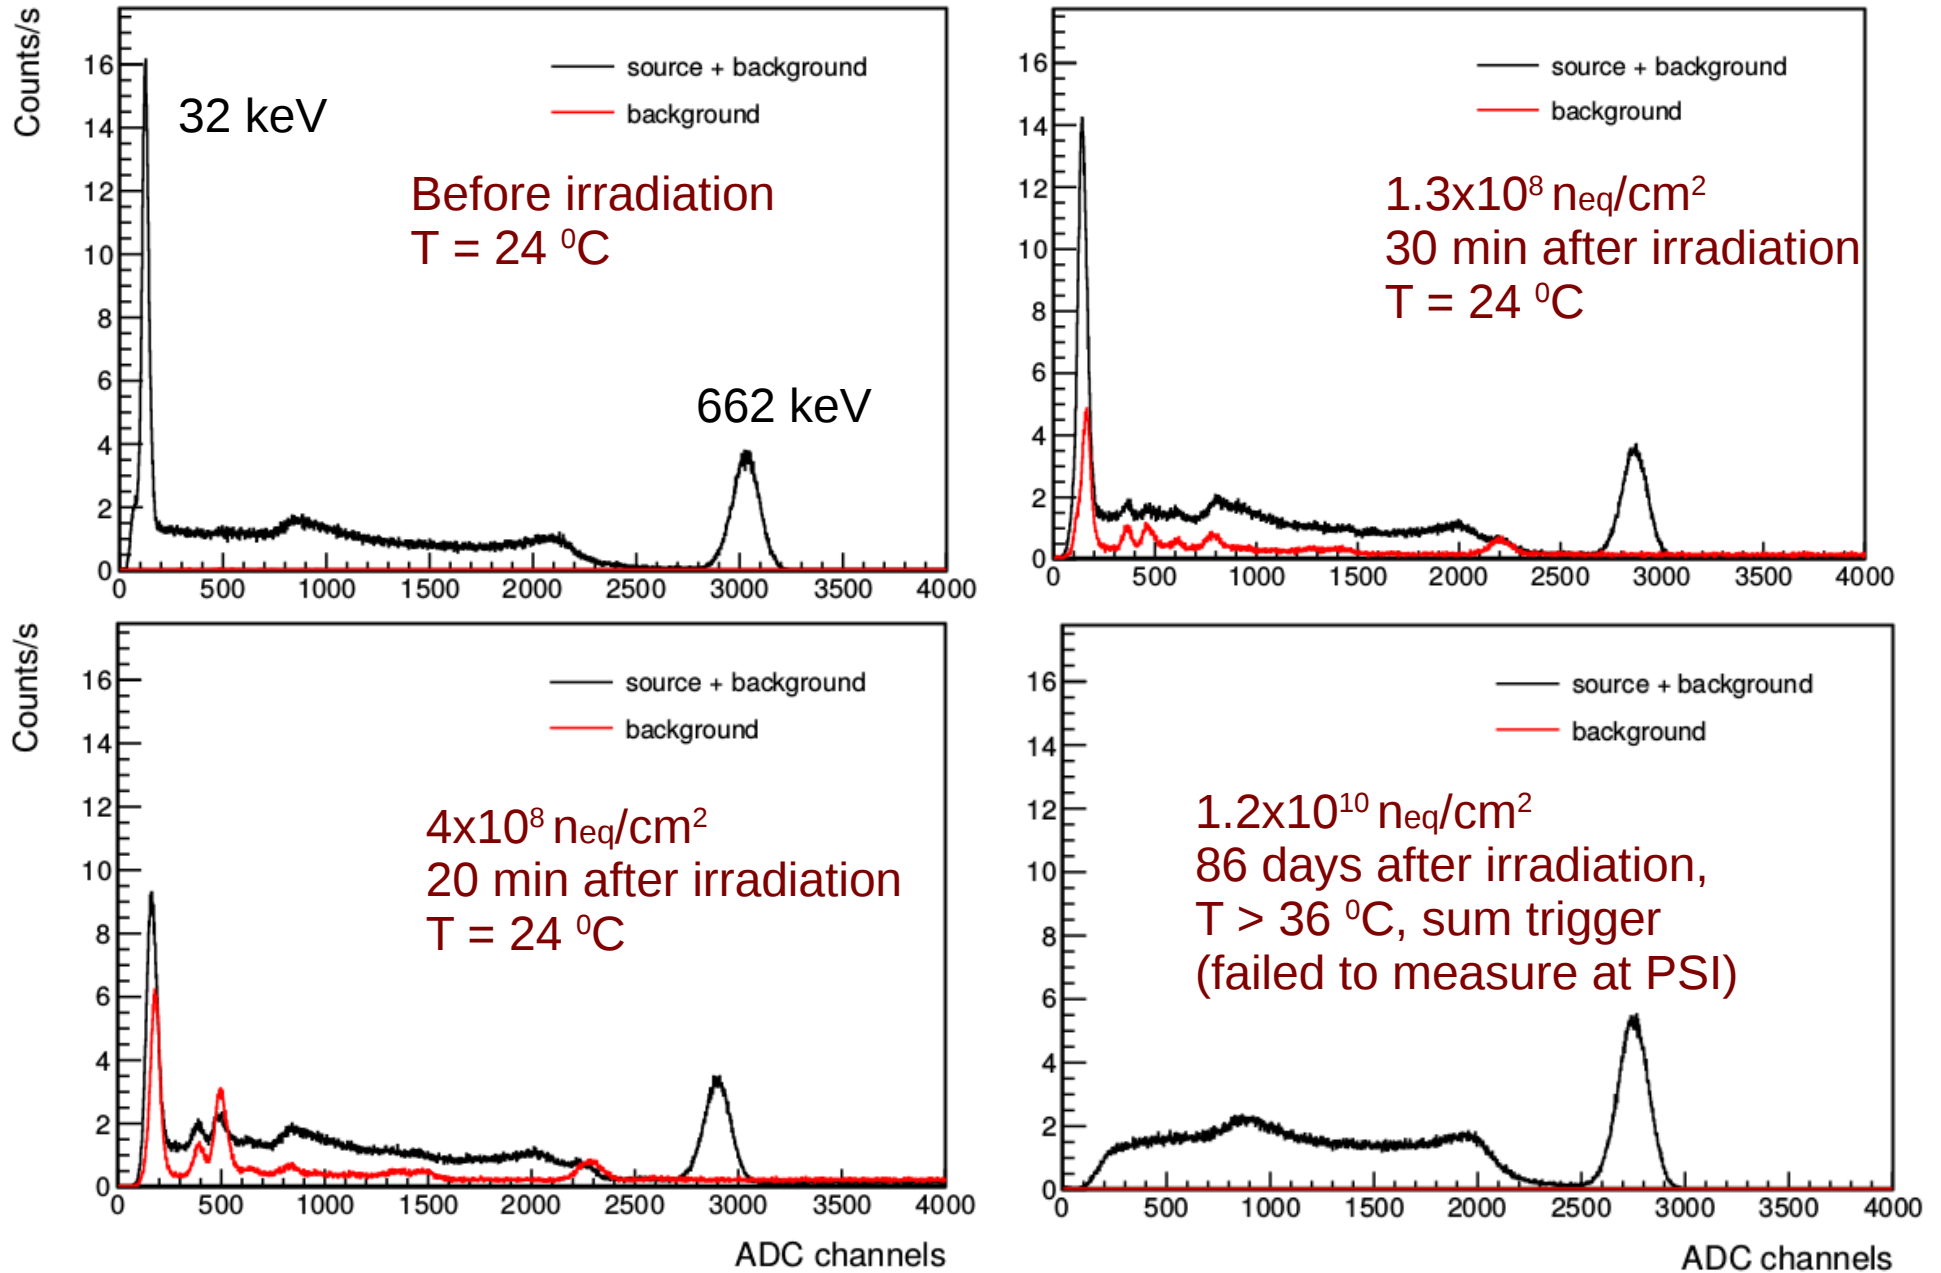 Counts/s
source + background
background
32 keV
Before irradiation
T = 24 ⁰C
662 keV
16
14
12
10
8
6
4
2
0
0 500 1000 1500 2000 2500 3000 3500 4000
source + background
background
1.3x10⁸ neq/cm²
30 min after irradiation
T = 24 ⁰C
16
14
12
10
8
6
4
2
0
0 500 1000 1500 2000 2500 3000 3500 4000
Counts/s
source + background
background
4x10⁸ neq/cm²
20 min after irradiation
T = 24 ⁰C
16
14
12
10
8
6
4
2
0
0 500 1000 1500 2000 2500 3000 3500 4000
ADC channels
source + background
background
1.2x10¹⁰ neq/cm²
86 days after irradiation,
T > 36 ⁰C, sum trigger
(failed to measure at PSI)
16
14
12
10
8
6
4
2
0
0 500 1000 1500 2000 2500 3000 3500 4000
ADC channels